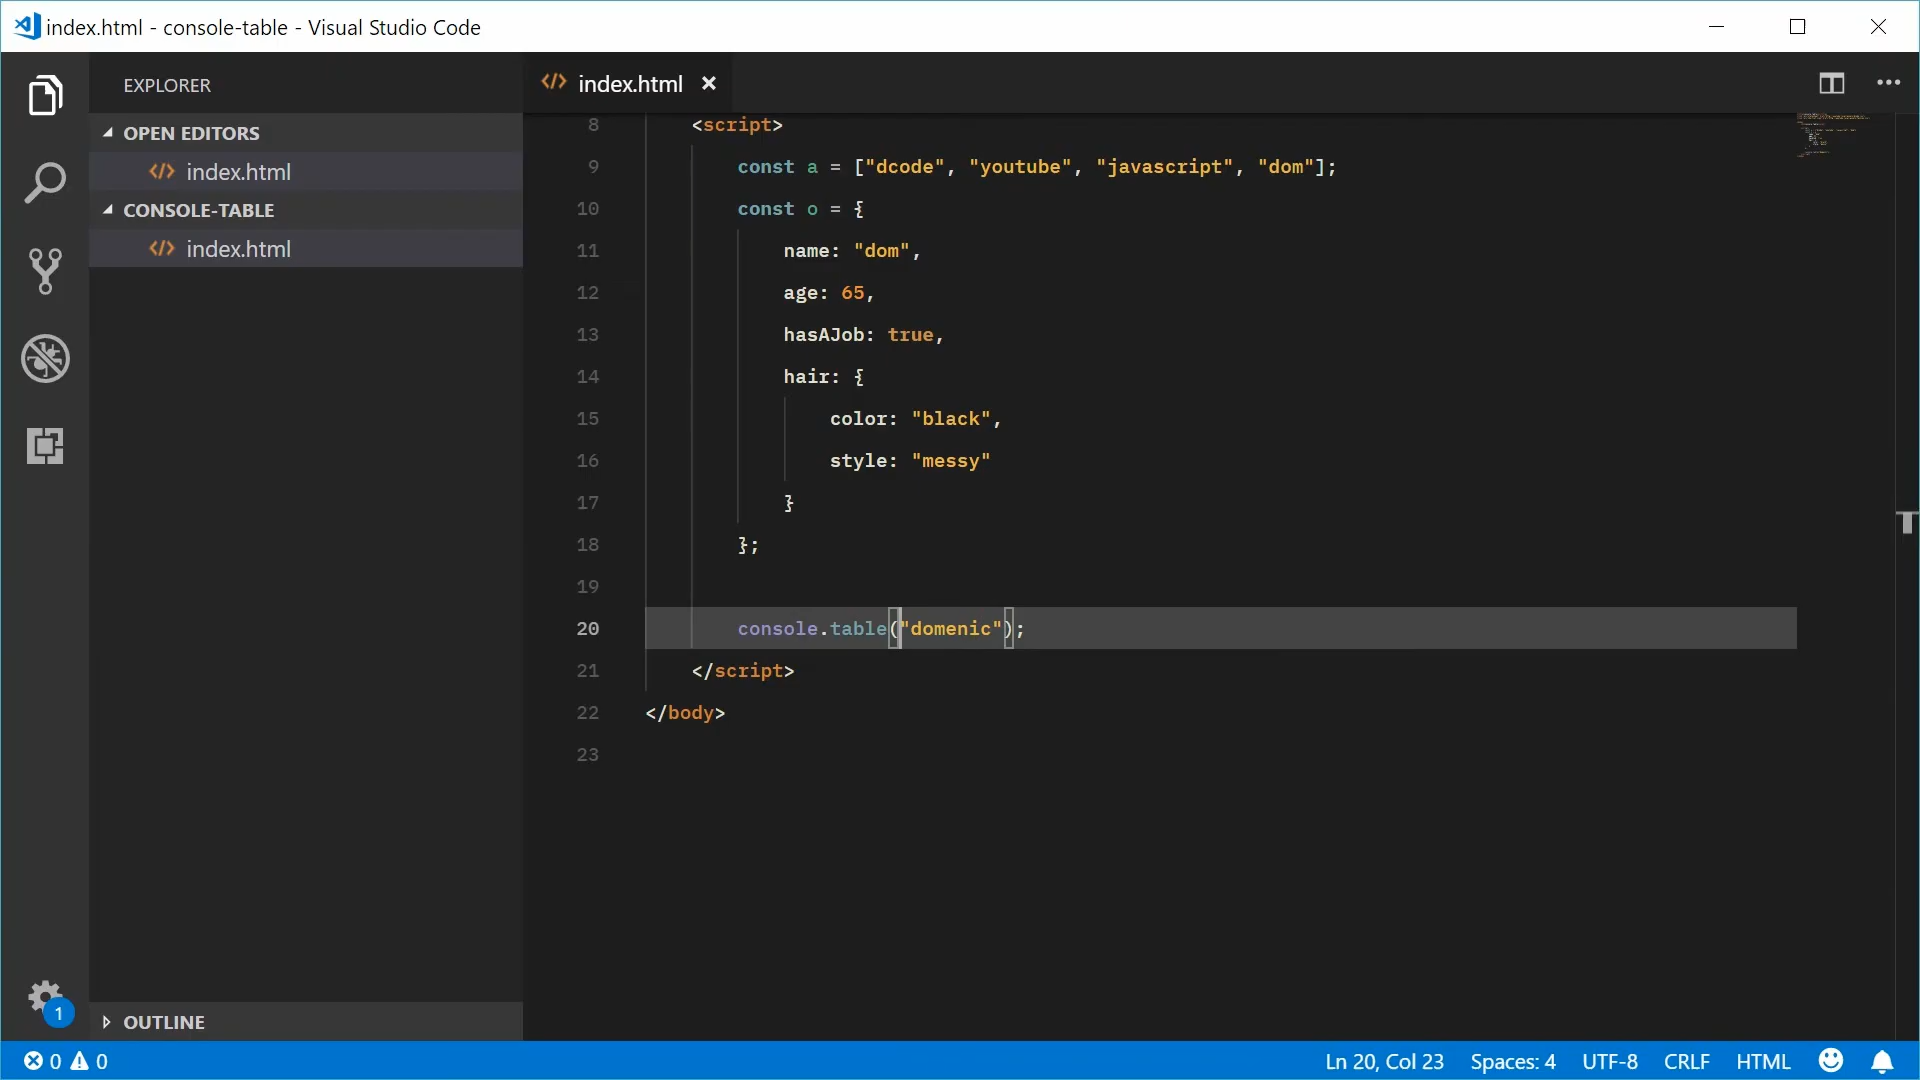 index.html - console-table - Visual Studio Code
EXPLORER
OPEN EDITORS
index.html
CONSOLE-TABLE
index.html
OUTLINE
1
index.html
8 <script>
9 const a = ["dcode", "youtube", "javascript", "dom"];
10 const o = {
11 name: "dom",
12 age: 65,
13 hasAJob: true,
14 hair: {
15 color: "black",
16 style: "messy"
17 }
18 };
19
20 console.table("domenic");
21 </script>
22 </body>
23
0 0
Ln 20, Col 23 Spaces: 4 UTF-8 CRLF HTML